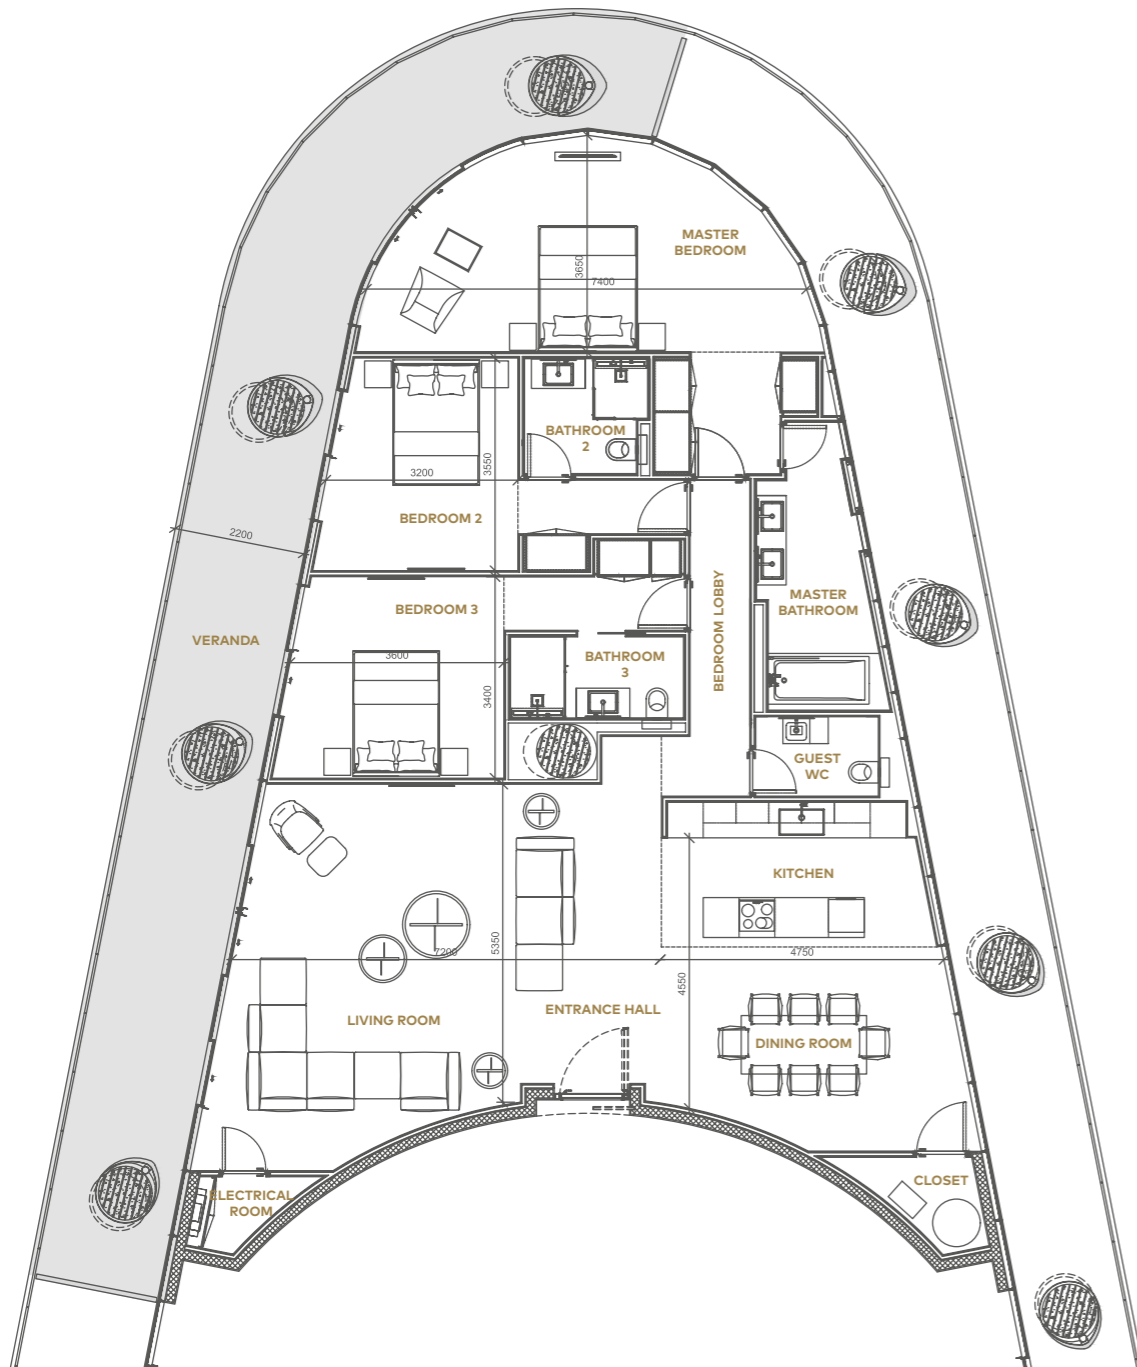 MASTER
BEDROOM
3650
7400
BATHROOM
2
3200
3550
BEDROOM 2
2200
BEDROOM 3
MASTER
BATHROOM
BEDROOM LOBBY
VERANDA
3600
BATHROOM
3
3400
GUEST
WC
KITCHEN
7200
5350
4750
4550
LIVING ROOM
ENTRANCE HALL
DINING ROOM
ELECTRICAL
ROOM
CLOSET